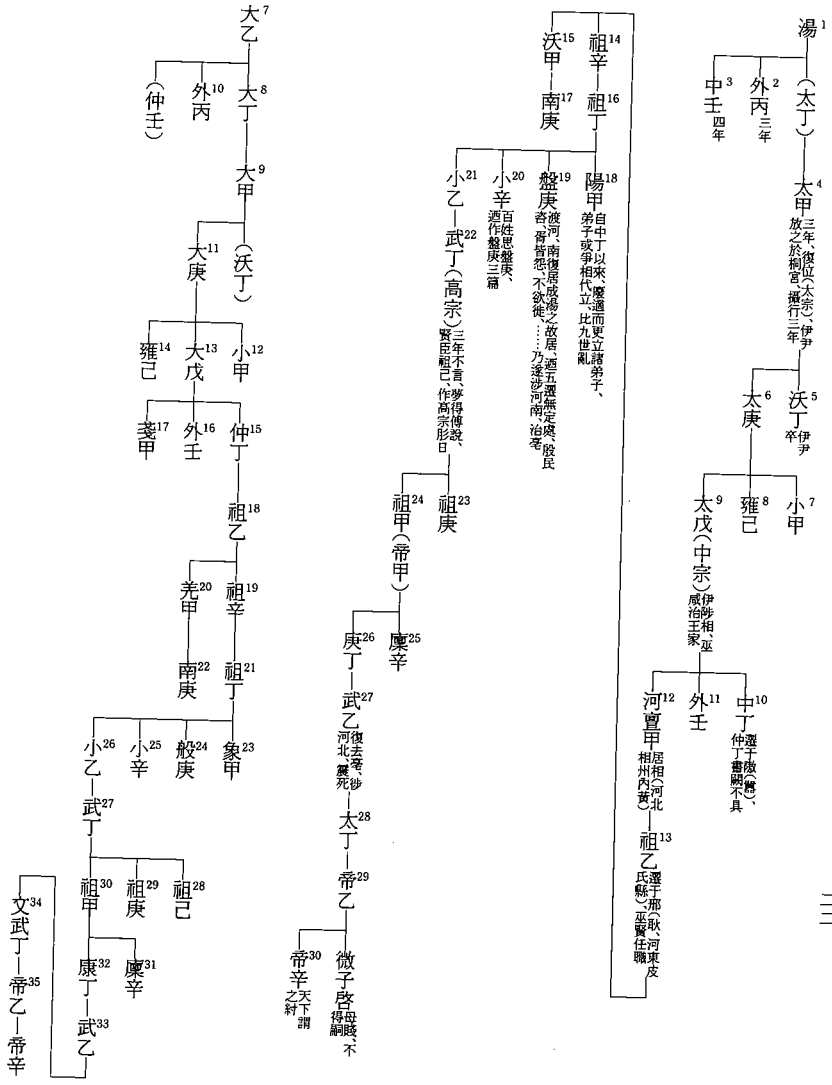 湯1
(太丁)
外丙2 三年
中壬3 四年
太甲4 三年、復位(太宗)、伊尹
放之於桐宮、攝行三年
沃丁5 伊尹
卒
太庚6
小甲7
雍己8
太戊9(中宗)伊陟相、巫
咸治王家
中丁10 遷于隞(囂)、
仲丁書闕不具
外壬11
河亶甲12 居相(河北
相州內黃)
祖乙13 遷于邢(耿、河東皮
氏縣)、巫賢任職
祖辛14
沃甲15
祖丁16
南庚17
陽甲18 自中丁以來、廢適而更立諸弟子、
弟子或爭相代立、比九世亂
盤庚19 渡河、南復居成湯之故居、迺五遷無定處、殷民
咨、胥皆怨、不欲徙、……乃遂涉河南、治亳
小辛20 百姓思盤庚、
迺作盤庚三篇
小乙21
武丁22(高宗)三年不言、夢得傅說、
賢臣祖己、作高宗肜日
祖庚23
祖甲24(帝甲)
廩辛25
庚丁26
武乙27 復去亳、涉
河北、震死
太丁28
帝乙29
微子啓 母賤、不
得嗣
帝辛30 天下謂
之紂
大乙7
大丁8
外丙10
(仲壬)
大甲9
(沃丁)
大庚11
小甲12
大戊13
雍己14
仲丁15
外壬16
戔甲17
祖乙18
祖辛19
羌甲20
祖丁21
南庚22
象甲23
般庚24
小辛25
小乙26
武丁27
祖己28
祖庚29
祖甲30
廩辛31
康丁32
武乙33
文武丁34
帝乙35
帝辛
二二